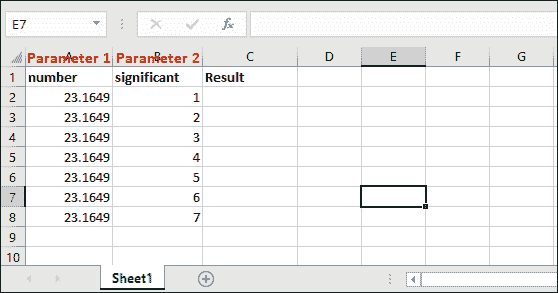 E7 fx
Parameter 1 Parameter 2
A B C D E F G
1 number significant Result
2 23.1649 1
3 23.1649 2
4 23.1649 3
5 23.1649 4
6 23.1649 5
7 23.1649 6
8 23.1649 7
9
10
Sheet1